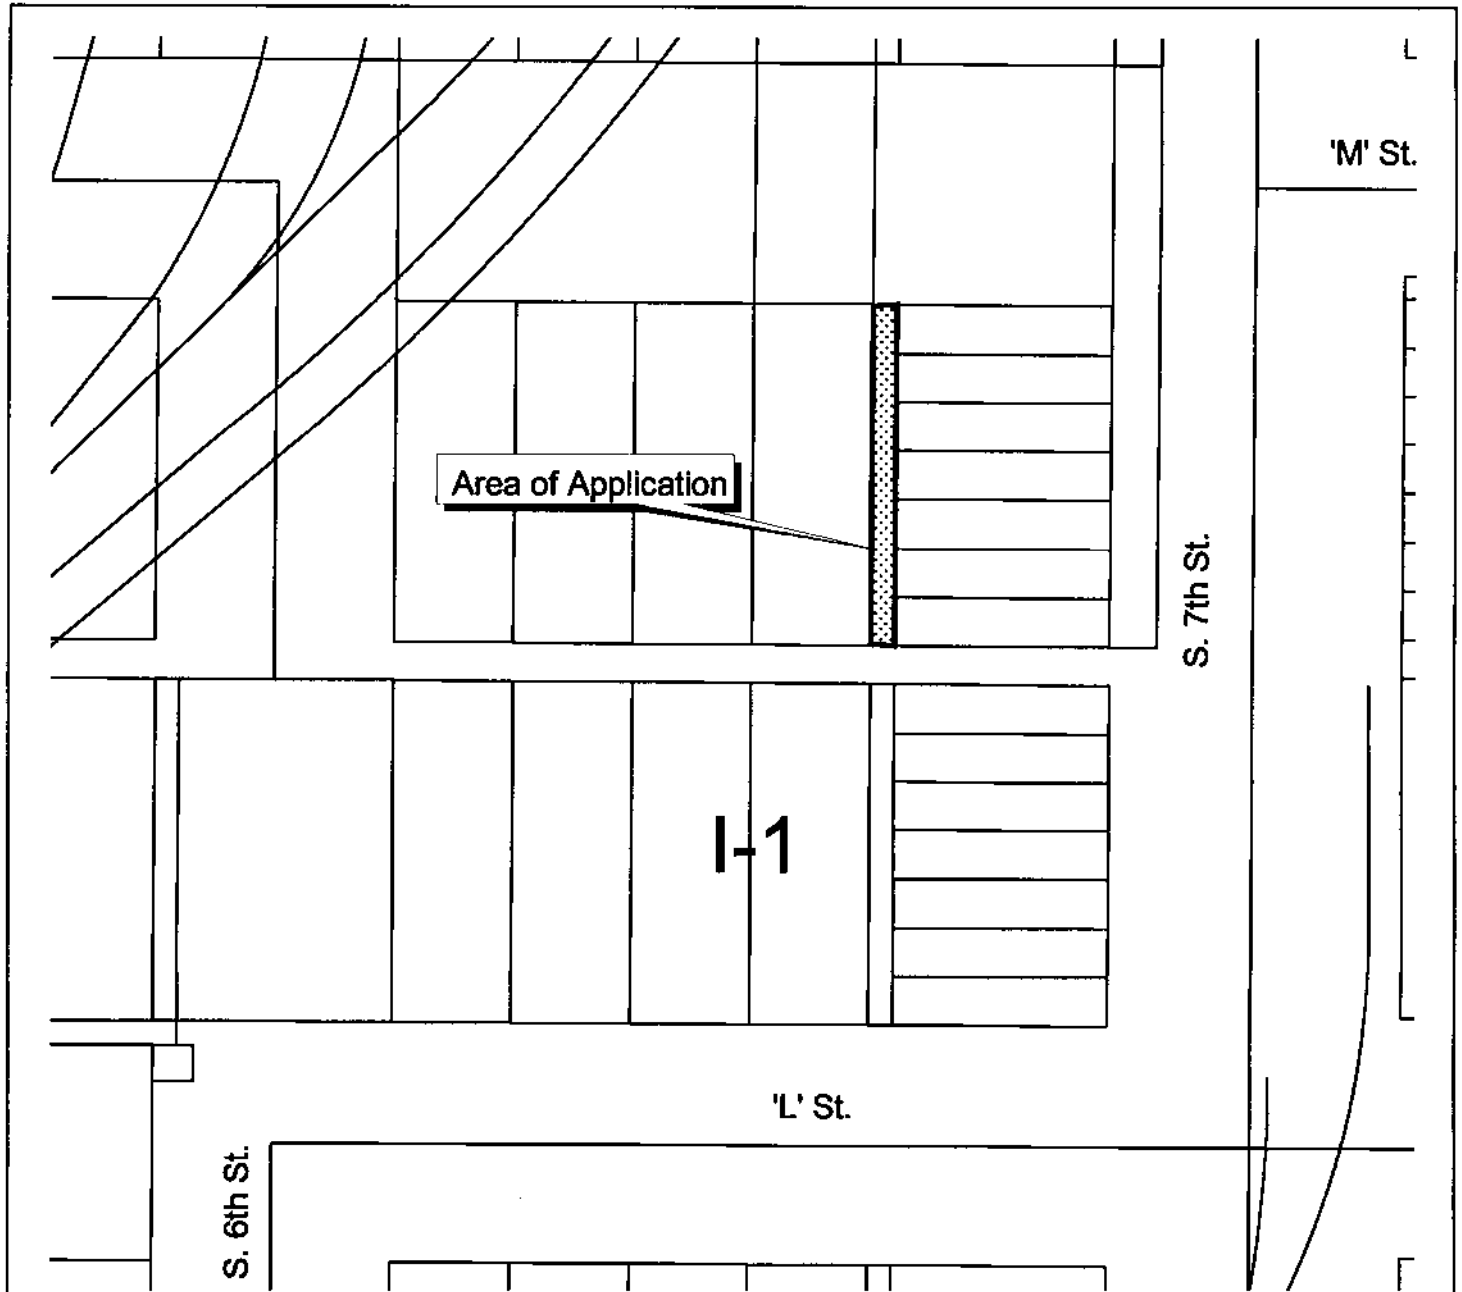 'M' St.
Area of Application
S. 7th St.
I-1
'L' St.
S. 6th St.